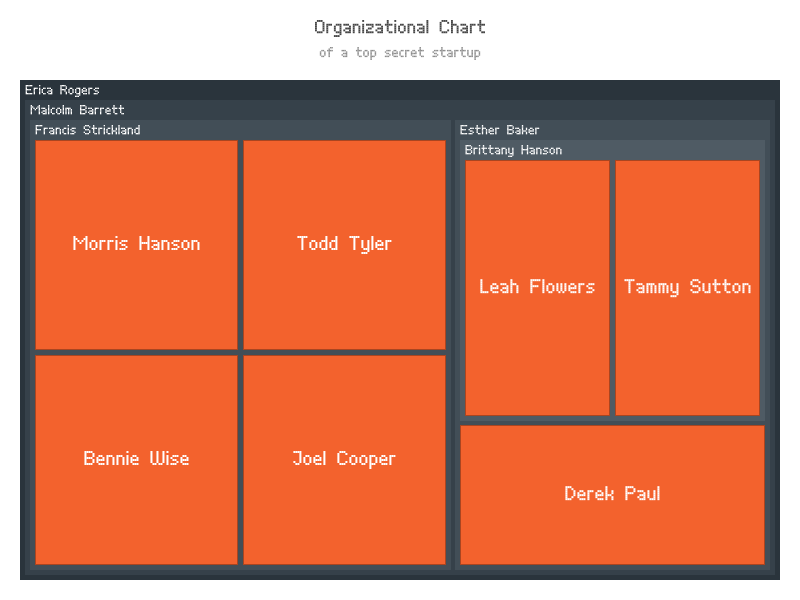 Organizational Chart
of a top secret startup
Erica Rogers
Malcolm Barrett
Francis Strickland
Esther Baker
Brittany Hanson
Morris Hanson
Todd Tyler
Leah Flowers
Tammy Sutton
Bennie Wise
Joel Cooper
Derek Paul